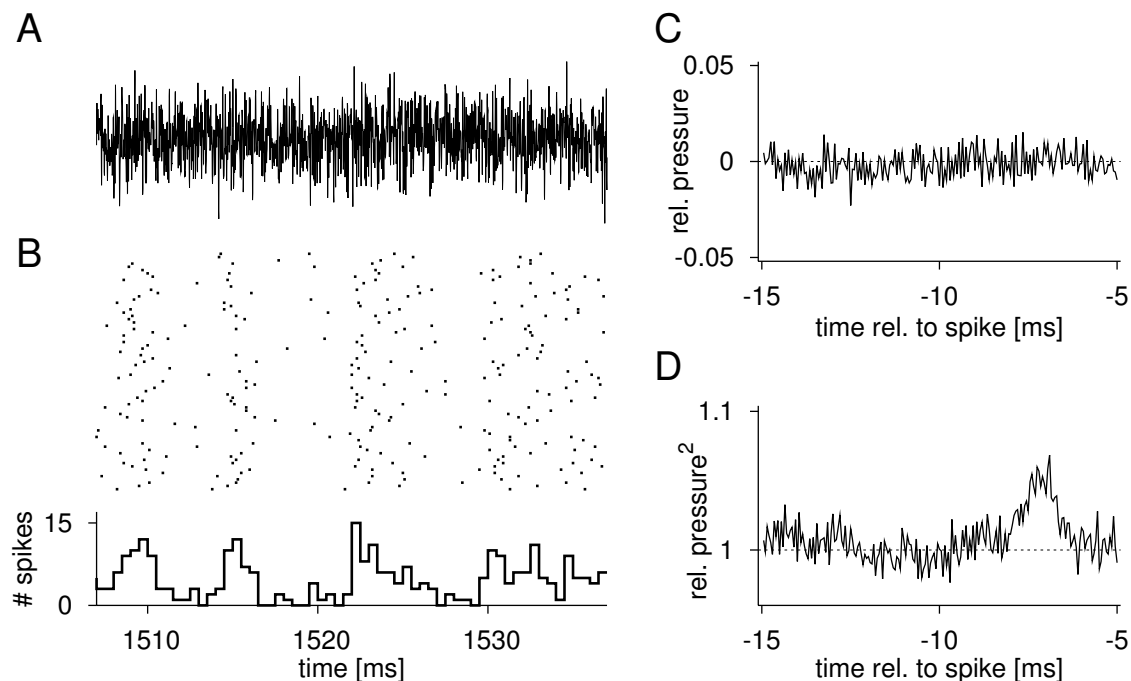 A
B
# spikes
15
0
1510 1520 1530
time [ms]
C
rel. pressure
0.05
0
-0.05
-15 -10 -5
time rel. to spike [ms]
D
rel. pressure²
1.1
1
-15 -10 -5
time rel. to spike [ms]